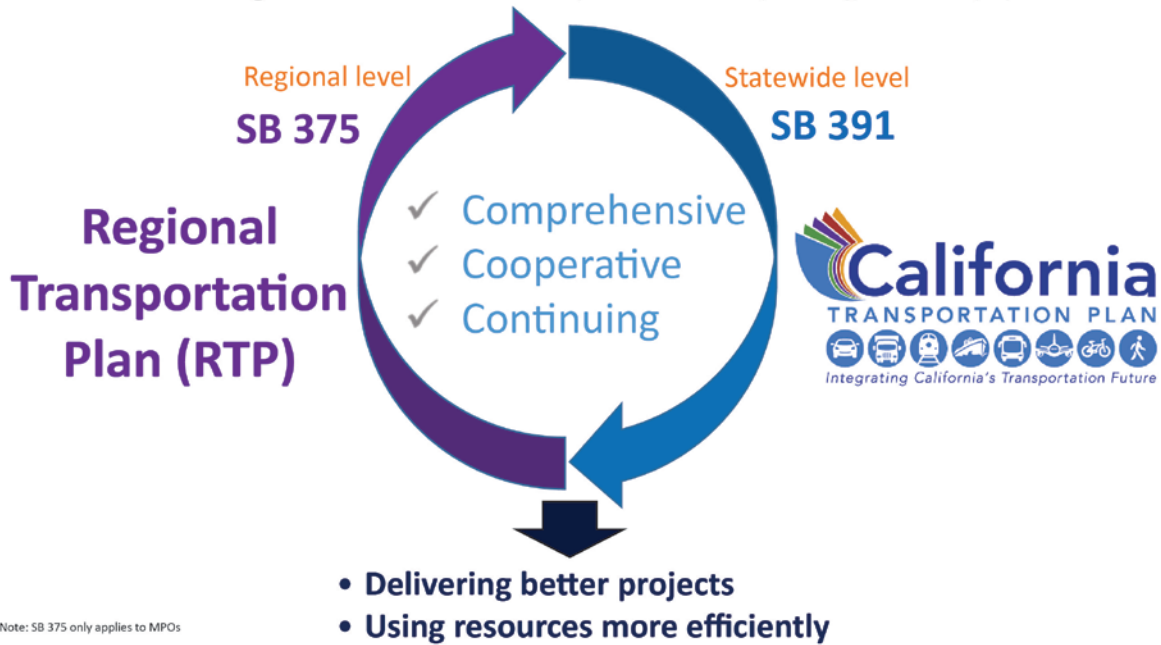 Regional level
SB 375
Statewide level
SB 391
Regional
Transportation
Plan (RTP)
✓ Comprehensive
✓ Cooperative
✓ Continuing
California
TRANSPORTATION PLAN
Integrating California's Transportation Future
• Delivering better projects
• Using resources more efficiently
Note: SB 375 only applies to MPOs